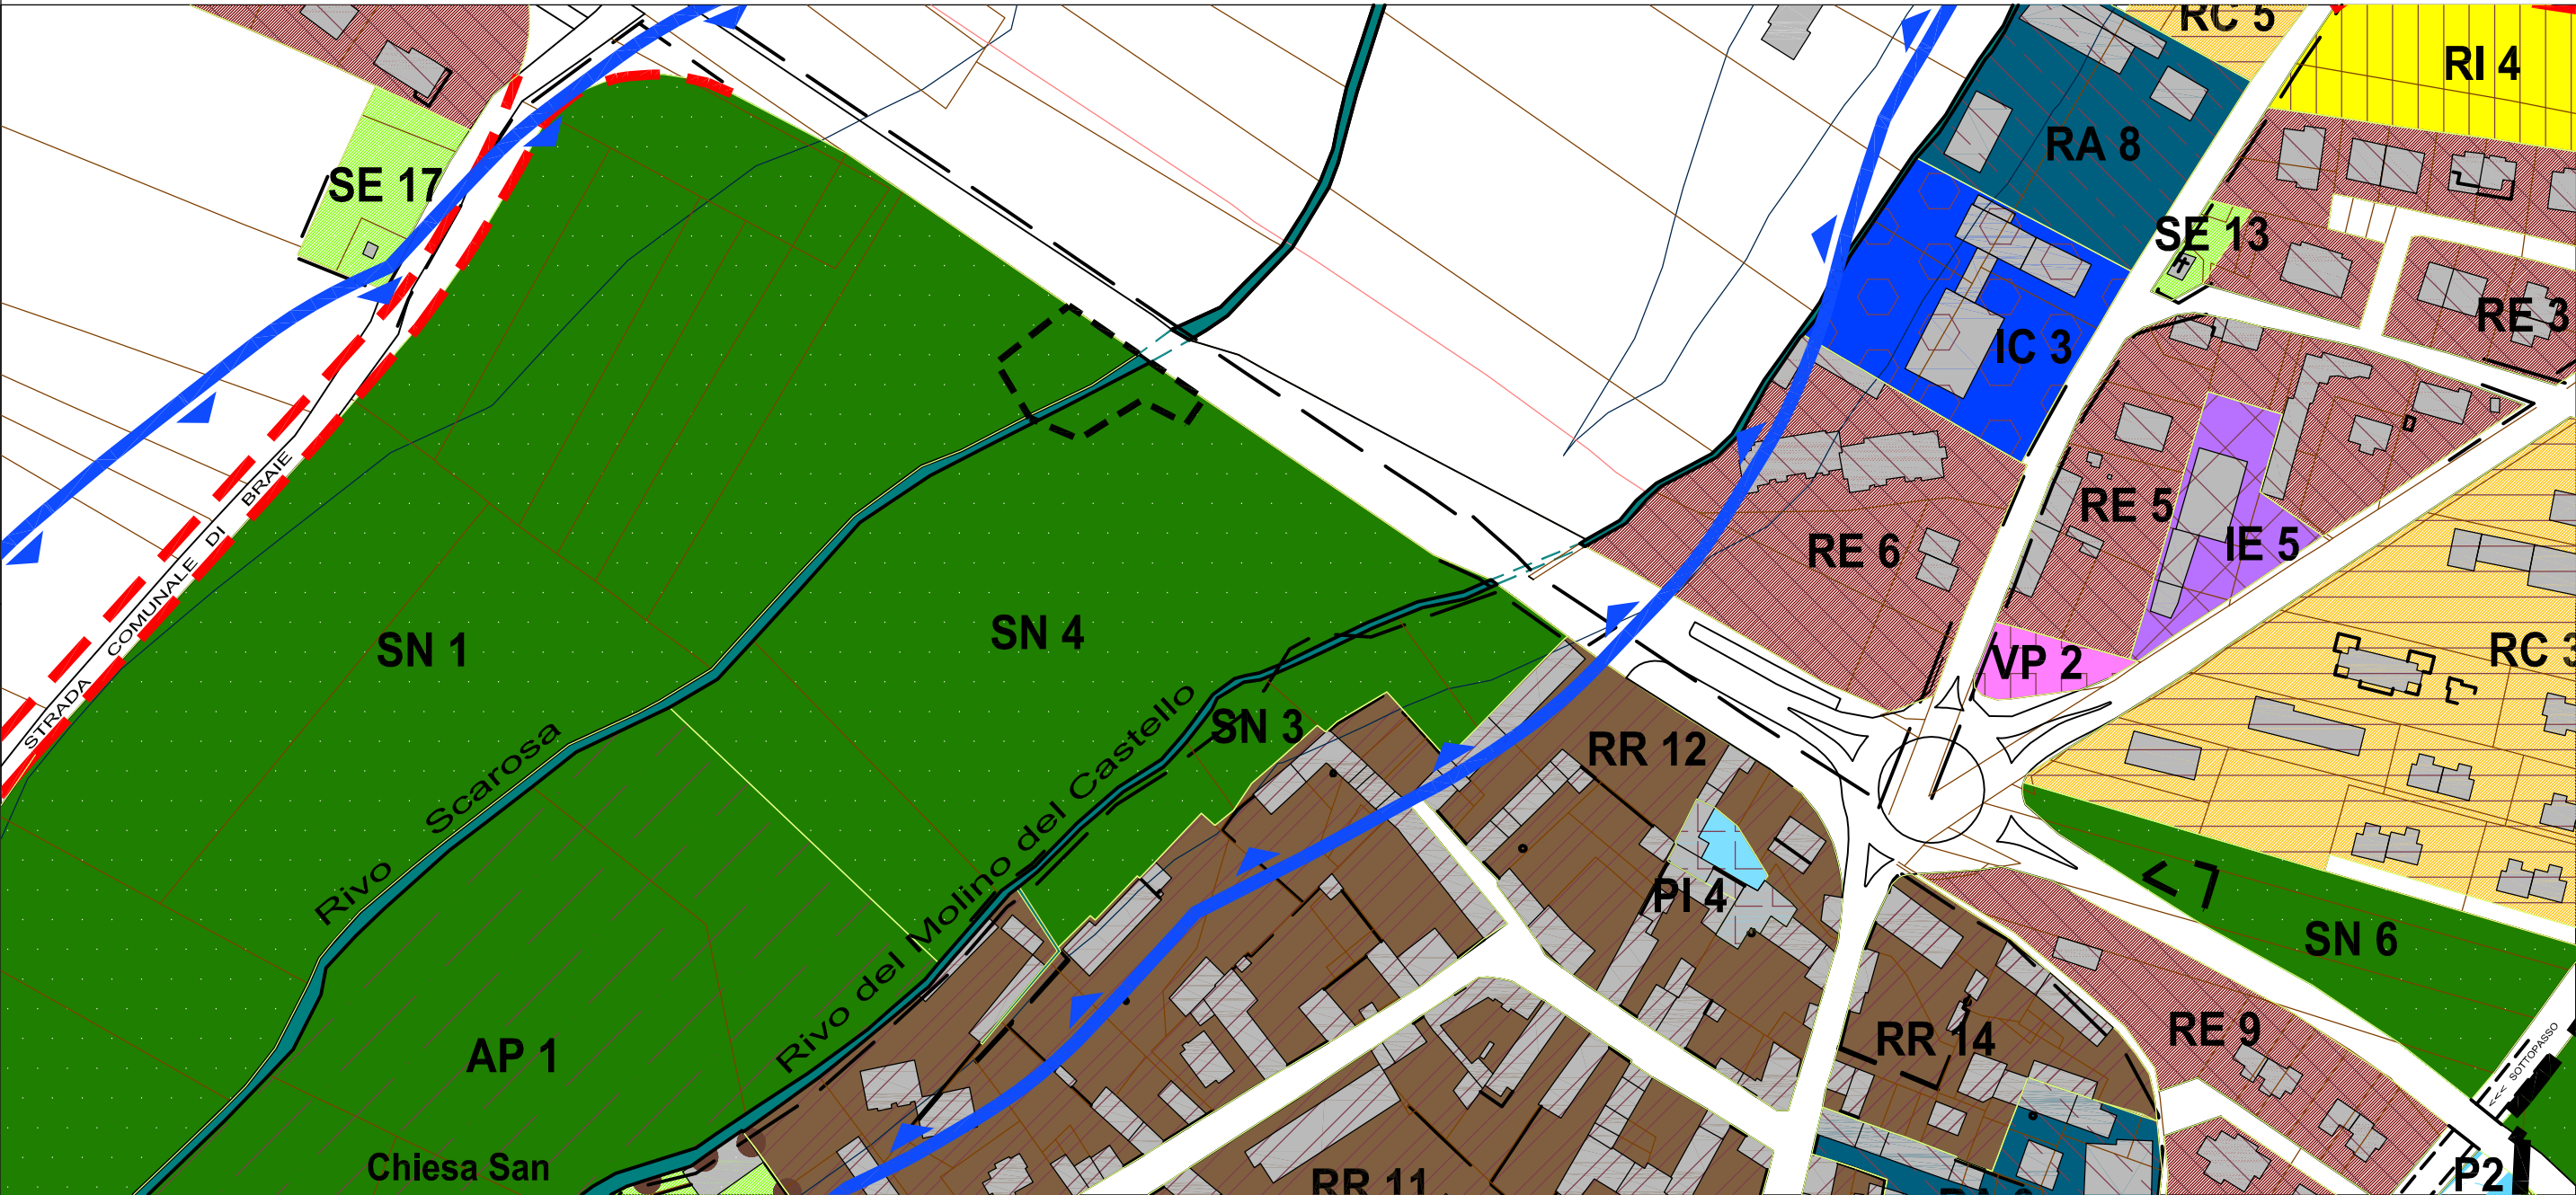 RC 5
RI 4
RA 8
SE 17
SE 13
RE 3
IC 3
RE 5
IE 5
RE 6
STRADA COMUNALE DI BRAIE
SN 1
SN 4
VP 2
RC 3
SN 3
RR 12
Rivo Scarosa
Rivo del Molino del Castello
PI 4
SN 6
RE 9
RR 14
AP 1
<<< SOTTOPASSO
Chiesa San
RR 11
P2